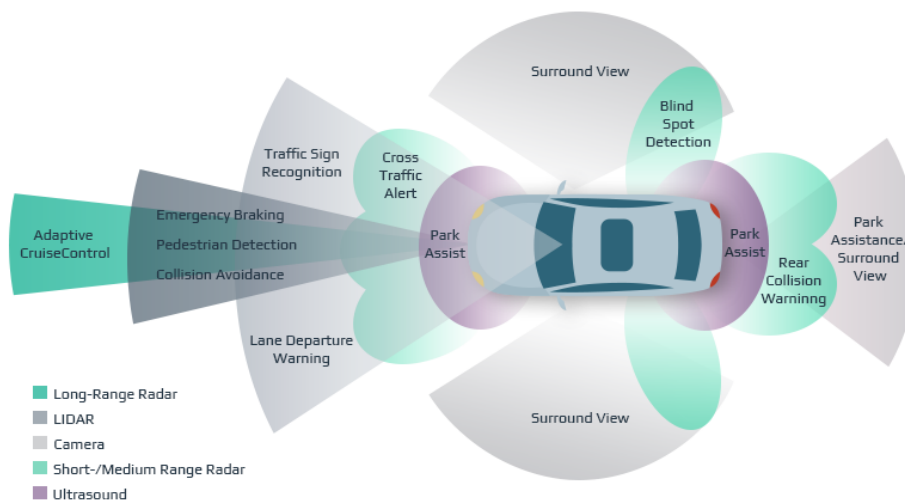 Surround View
Blind
Spot
Detection
Traffic Sign
Recognition
Cross
Traffic
Alert
Emergency Braking
Adaptive
CruiseControl
Pedestrian Detection
Collision Avoidance
Park
Assist
Park
Assist
Park
Assistance/
Surround
View
Rear
Collision
Warninng
Lane Departure
Warning
Surround View
Long-Range Radar
LIDAR
Camera
Short-/Medium Range Radar
Ultrasound